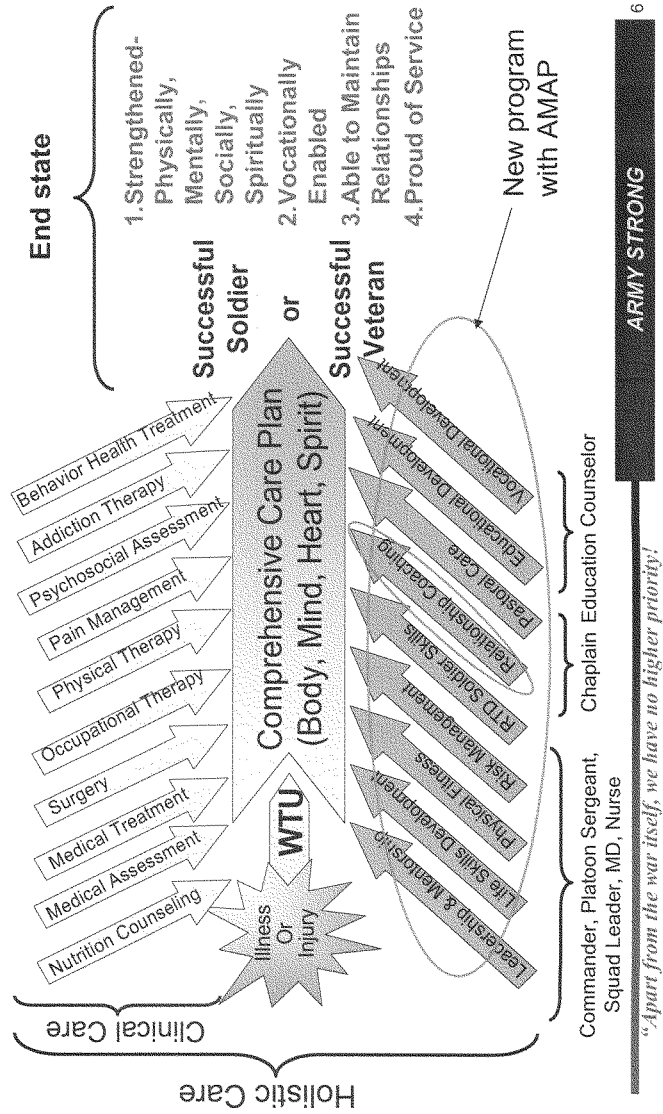 End state
1.Strengthened-
Physically,
Mentally,
Socially,
Spiritually
2.Vocationally
Enabled
3.Able to Maintain
Relationships
4.Proud of Service
Successful
Soldier
or
Successful
Veteran
Holistic Care
Clinical Care
Nutrition Counseling
Medical Assessment
Medical Treatment
Surgery
Occupational Therapy
Physical Therapy
Pain Management
Psychosocial Assessment
Addiction Therapy
Behavior Health Treatment
Illness
Or
Injury
WTU
Comprehensive Care Plan
(Body, Mind, Heart, Spirit)
Leadership & Mentorship
Life Skills Development
Physical Fitness
Risk Management
RTD Soldier Skills
Relationship Coaching
Pastoral Care
Educational Development
Vocational Development
New program
with AMAP
Commander, Platoon Sergeant,
Squad Leader, MD, Nurse
Chaplain
Education Counselor
"Apart from the war itself, we have no higher priority!
ARMY STRONG
6